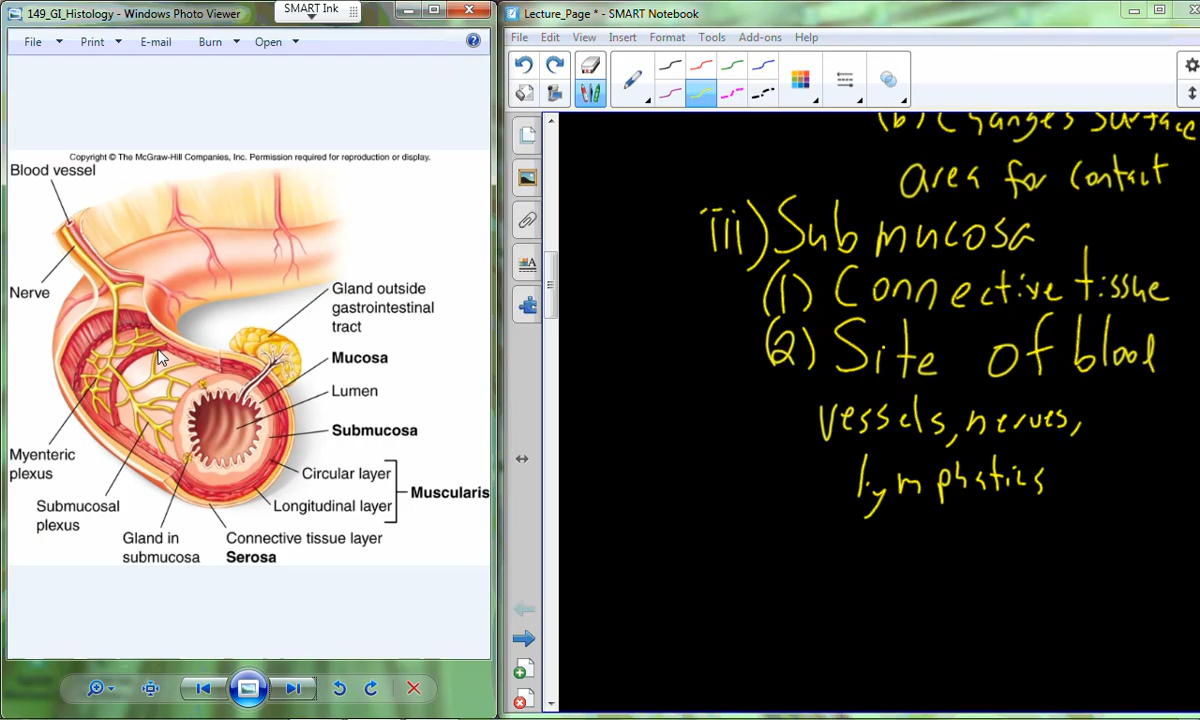 149_GI_Histology - Windows Photo Viewer
SMART Ink
File Print E-mail Burn Open
Copyright © The McGraw-Hill Companies, Inc. Permission required for reproduction or display.
Blood vessel
Nerve
Gland outside
gastrointestinal
tract
Mucosa
Lumen
Submucosa
Circular layer
Longitudinal layer
Muscularis
Myenteric
plexus
Submucosal
plexus
Gland in
submucosa
Connective tissue layer
Serosa
Lecture_Page * - SMART Notebook
File Edit View Insert Format Tools Add-ons Help
(b) Changes surface
area for contact
iii) Submucosa
(1) Connective tissue
(2) Site of blood
vessels, nerves,
lymphatics